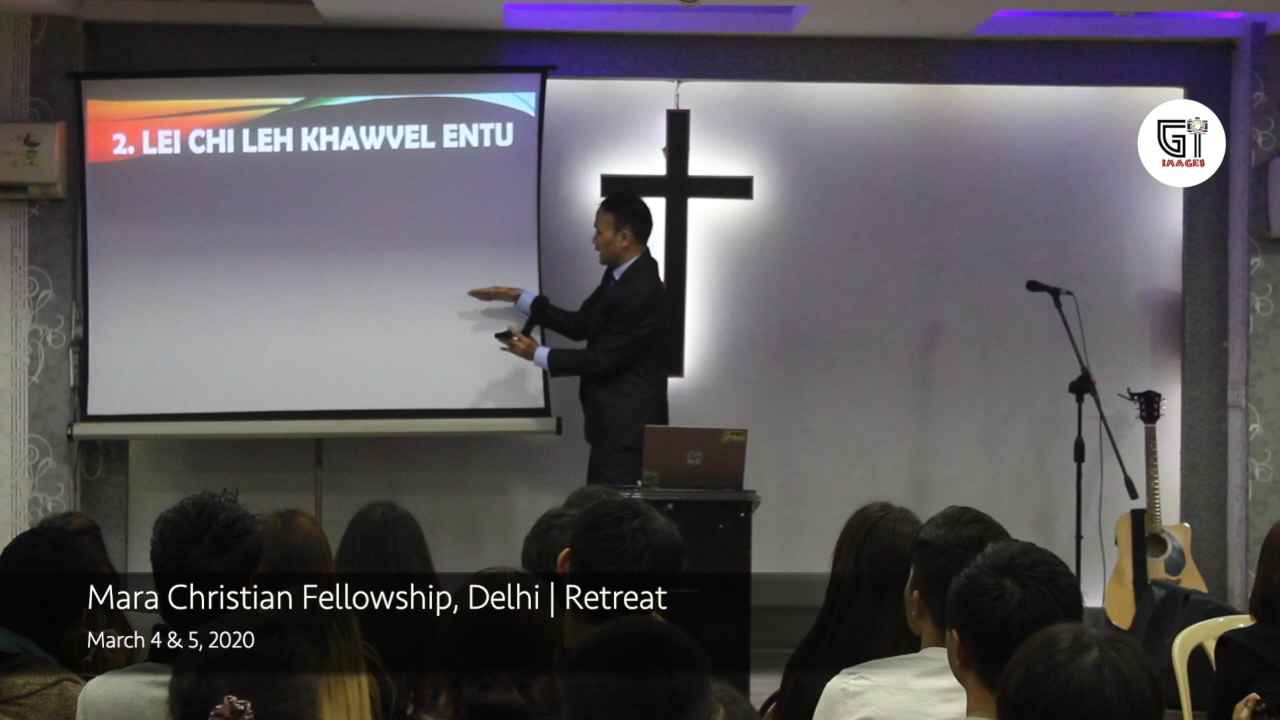 2. LEI CHI LEH KHAWVEL ENTU
GT
IMAGES
Mara Christian Fellowship, Delhi | Retreat
March 4 & 5, 2020